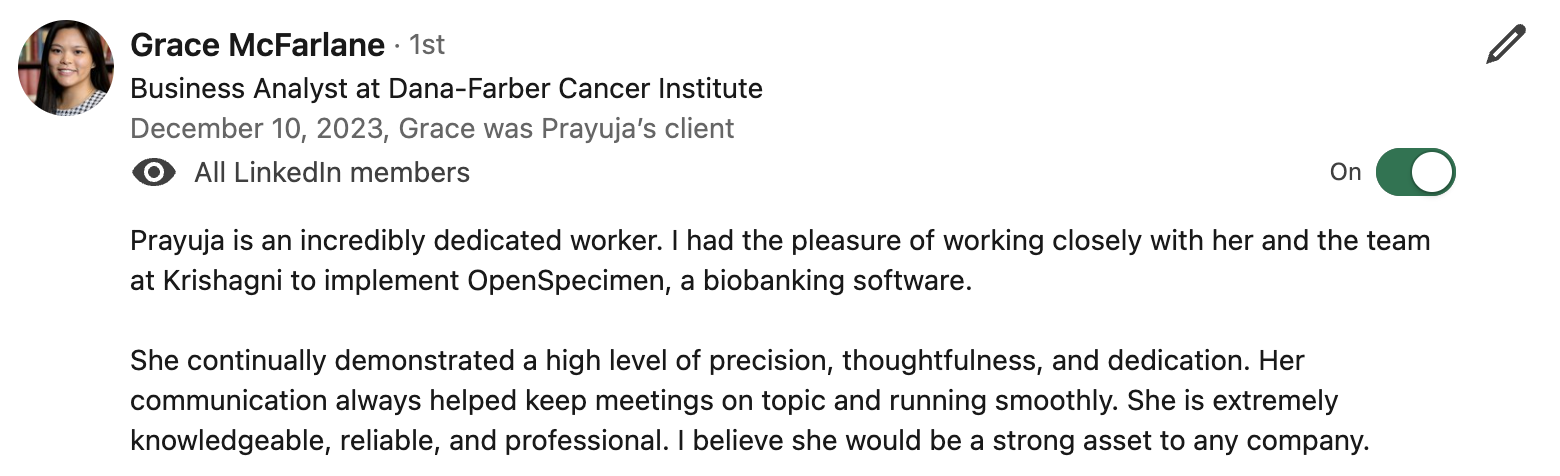 Grace McFarlane · 1st
Business Analyst at Dana-Farber Cancer Institute
December 10, 2023, Grace was Prayuja’s client
All LinkedIn members
On
Prayuja is an incredibly dedicated worker. I had the pleasure of working closely with her and the team
at Krishagni to implement OpenSpecimen, a biobanking software.
She continually demonstrated a high level of precision, thoughtfulness, and dedication. Her
communication always helped keep meetings on topic and running smoothly. She is extremely
knowledgeable, reliable, and professional. I believe she would be a strong asset to any company.